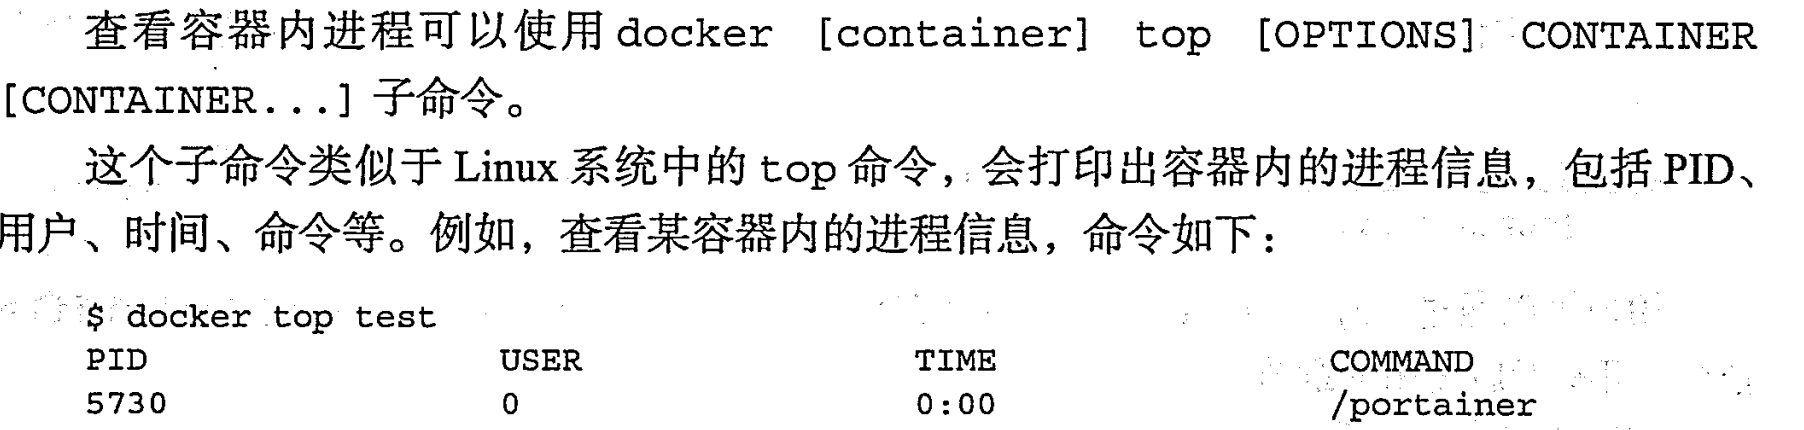 查看容器内进程可以使用 docker [container] top [OPTIONS] CONTAINER
[CONTAINER...] 子命令。
这个子命令类似于 Linux 系统中的 top 命令，会打印出容器内的进程信息，包括 PID、
用户、时间、命令等。例如，查看某容器内的进程信息，命令如下：
$ docker top test
PID USER TIME COMMAND
5730 0 0:00 /portainer